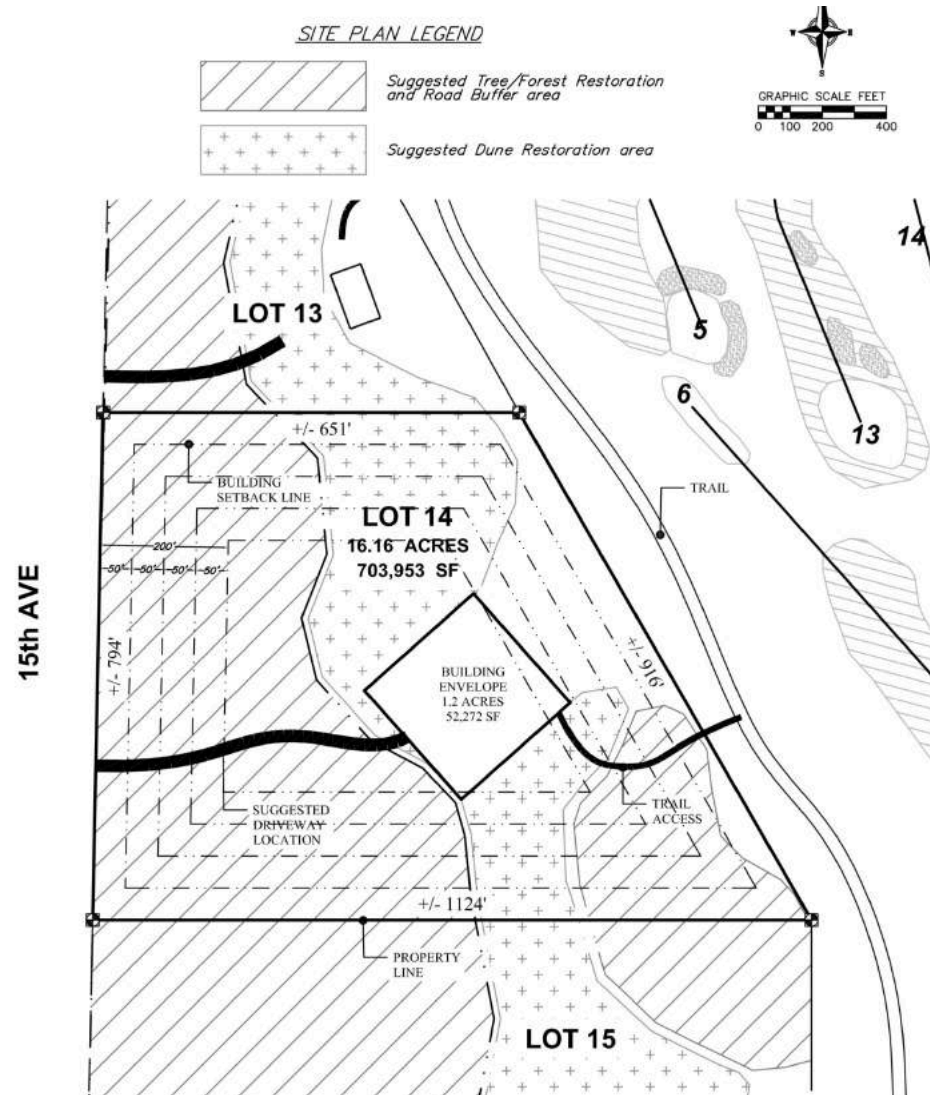 SITE PLAN LEGEND
Suggested Tree/Forest Restoration
and Road Buffer area
Suggested Dune Restoration area
W E
S
GRAPHIC SCALE FEET
0 100 200 400
14
5
LOT 13
6
13
+/- 651'
BUILDING
SETBACK LINE
TRAIL
LOT 14
16.16 ACRES
703,953 SF
200'
50' 50' 50' 50'
15th AVE
+/- 794'
+/- 916'
BUILDING
ENVELOPE
1.2 ACRES
52,272 SF
SUGGESTED
DRIVEWAY
LOCATION
TRAIL
ACCESS
+/- 1124'
PROPERTY
LINE
LOT 15